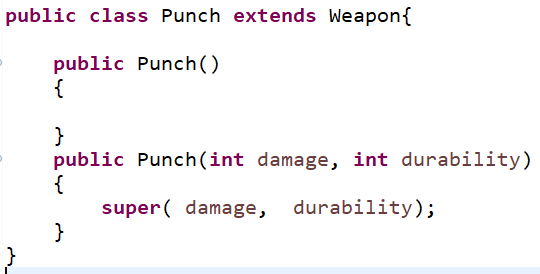 public class Punch extends Weapon{
public Punch()
{
}
public Punch(int damage, int durability)
{
super( damage,  durability);
}
}